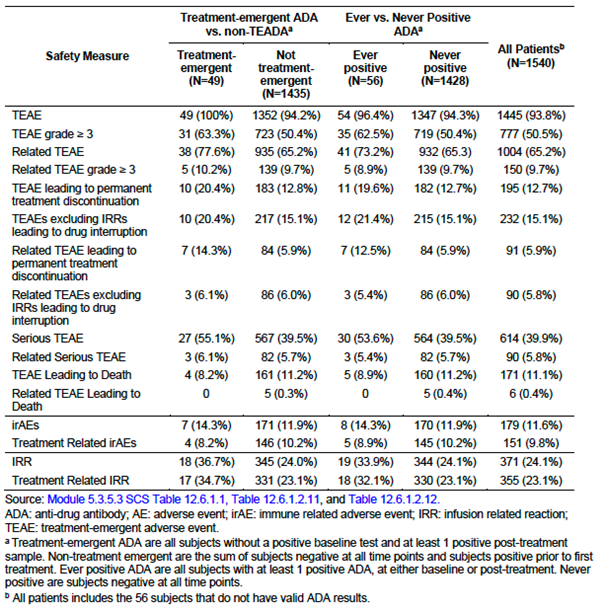 Safety Measure
Treatment-emergent ADA
vs. non-TEADAᵃ
Ever vs. Never Positive
ADAᵃ
All Patientsᵇ
(N=1540)
Treatment-
emergent
(N=49)
Not
treatment-
emergent
(N=1435)
Ever
positive
(N=56)
Never
positive
(N=1428)
TEAE 49 (100%) 1352 (94.2%) 54 (96.4%) 1347 (94.3%) 1445 (93.8%)
TEAE grade ≥ 3 31 (63.3%) 723 (50.4%) 35 (62.5%) 719 (50.4%) 777 (50.5%)
Related TEAE 38 (77.6%) 935 (65.2%) 41 (73.2%) 932 (65.3) 1004 (65.2%)
Related TEAE grade ≥ 3 5 (10.2%) 139 (9.7%) 5 (8.9%) 139 (9.7%) 150 (9.7%)
TEAE leading to permanent
treatment discontinuation
10 (20.4%) 183 (12.8%) 11 (19.6%) 182 (12.7%) 195 (12.7%)
TEAEs excluding IRRs
leading to drug interruption
10 (20.4%) 217 (15.1%) 12 (21.4%) 215 (15.1%) 232 (15.1%)
Related TEAE leading to
permanent treatment
discontinuation
7 (14.3%) 84 (5.9%) 7 (12.5%) 84 (5.9%) 91 (5.9%)
Related TEAEs excluding
IRRs leading to drug
interruption
3 (6.1%) 86 (6.0%) 3 (5.4%) 86 (6.0%) 90 (5.8%)
Serious TEAE 27 (55.1%) 567 (39.5%) 30 (53.6%) 564 (39.5%) 614 (39.9%)
Related Serious TEAE 3 (6.1%) 82 (5.7%) 3 (5.4%) 82 (5.7%) 90 (5.8%)
TEAE Leading to Death 4 (8.2%) 161 (11.2%) 5 (8.9%) 160 (11.2%) 171 (11.1%)
Related TEAE Leading to
Death
0 5 (0.3%) 0 5 (0.4%) 6 (0.4%)
irAEs 7 (14.3%) 171 (11.9%) 8 (14.3%) 170 (11.9%) 179 (11.6%)
Treatment Related irAEs 4 (8.2%) 146 (10.2%) 5 (8.9%) 145 (10.2%) 151 (9.8%)
IRR 18 (36.7%) 345 (24.0%) 19 (33.9%) 344 (24.1%) 371 (24.1%)
Treatment Related IRR 17 (34.7%) 331 (23.1%) 18 (32.1%) 330 (23.1%) 355 (23.1%)
Source: Module 5.3.5.3 SCS Table 12.6.1.1, Table 12.6.1.2.11, and Table 12.6.1.2.12.
ADA: anti-drug antibody; AE: adverse event; irAE: immune related adverse event; IRR: infusion related reaction;
TEAE: treatment-emergent adverse event.
ᵃ Treatment-emergent ADA are all subjects without a positive baseline test and at least 1 positive post-treatment
sample. Non-treatment emergent are the sum of subjects negative at all time points and subjects positive prior to first
treatment. Ever positive ADA are all subjects with at least 1 positive ADA, at either baseline or post-treatment. Never
positive are subjects negative at all time points.
ᵇ All patients includes the 56 subjects that do not have valid ADA results.